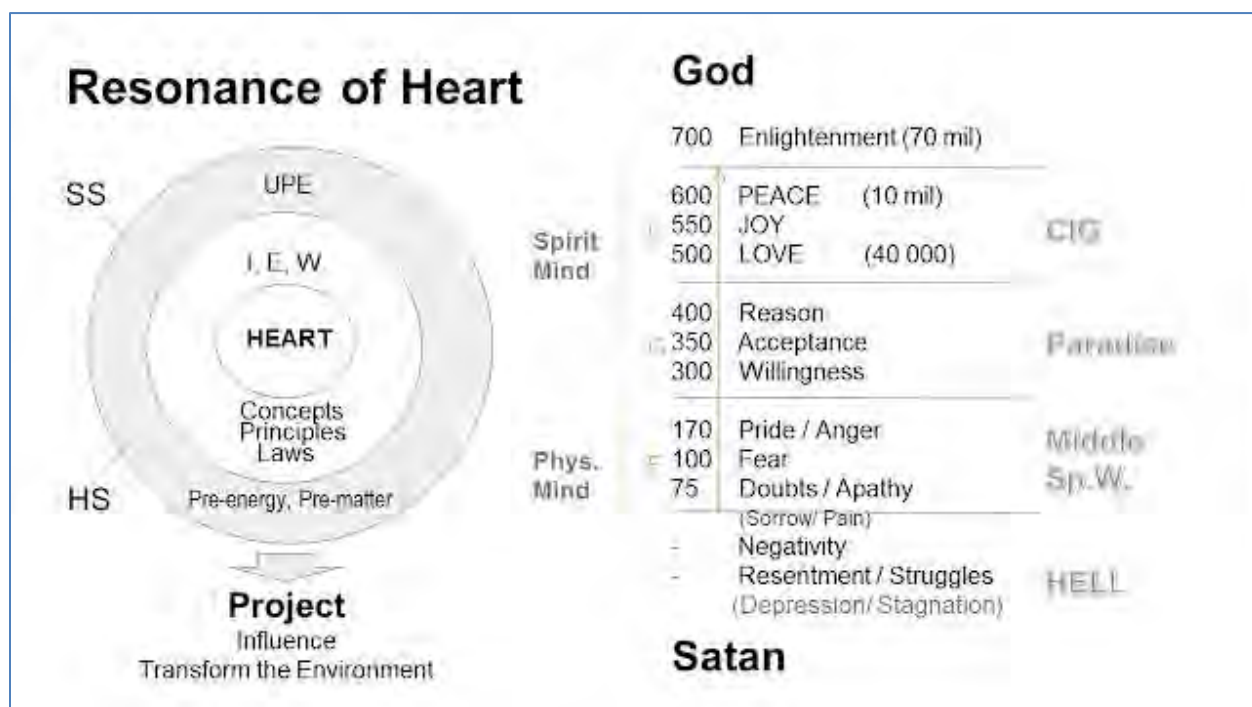 Resonance of Heart
SS
UPE
I, E, W
HEART
Concepts
Principles
Laws
HS
Pre-energy, Pre-matter
Project
Influence
Transform the Environment
Spirit
Mind
Phys.
Mind
God
700 Enlightenment (70 mil)
600 PEACE (10 mil)
550 JOY
500 LOVE (40 000)
CIG
400 Reason
350 Acceptance
300 Willingness
Paradise
170 Pride / Anger
100 Fear
75 Doubts / Apathy
(Sorrow/ Pain)
Middle
Sp.W.
- Negativity
- Resentment / Struggles
(Depression/ Stagnation)
HELL
Satan